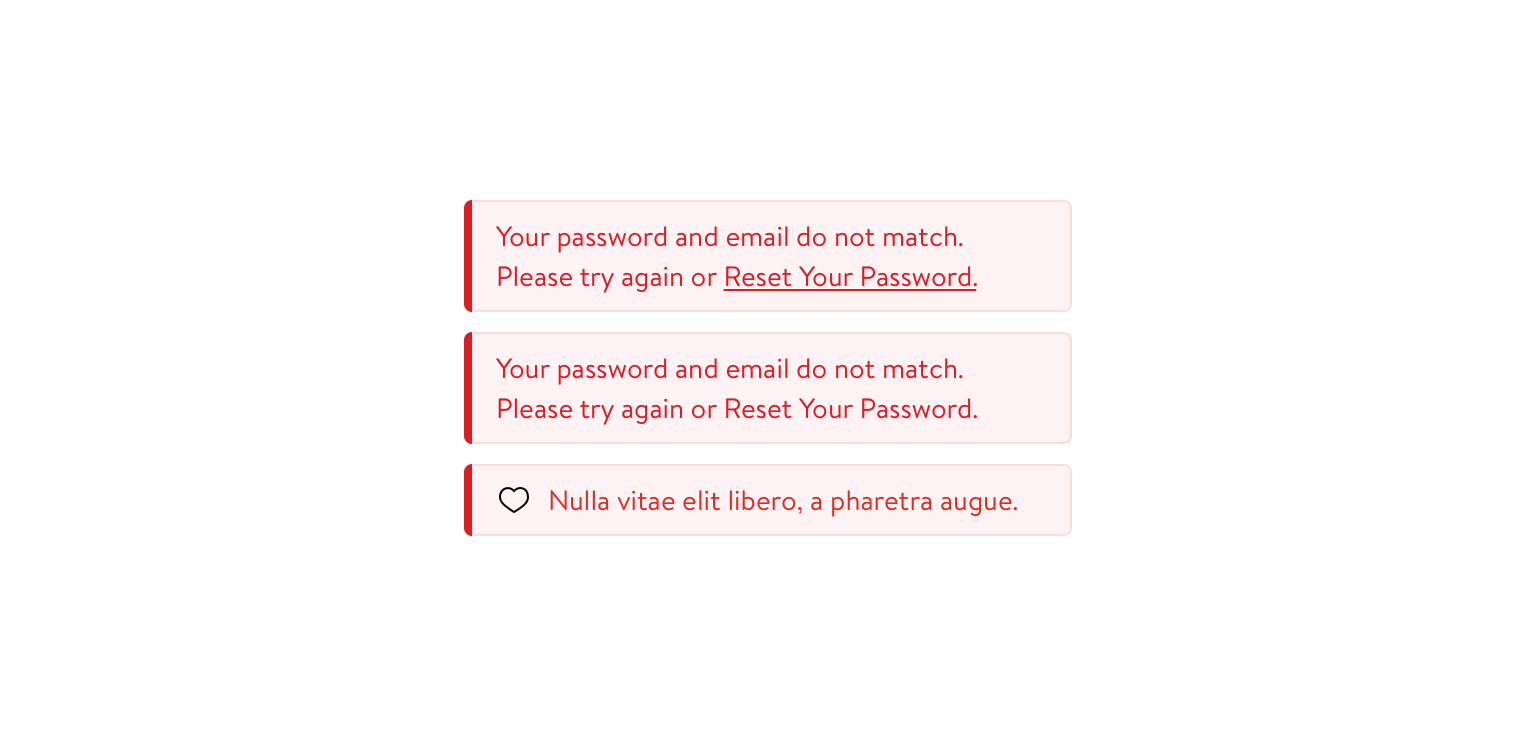 Your password and email do not match.
Please try again or Reset Your Password.
Your password and email do not match.
Please try again or Reset Your Password.
Nulla vitae elit libero, a pharetra augue.